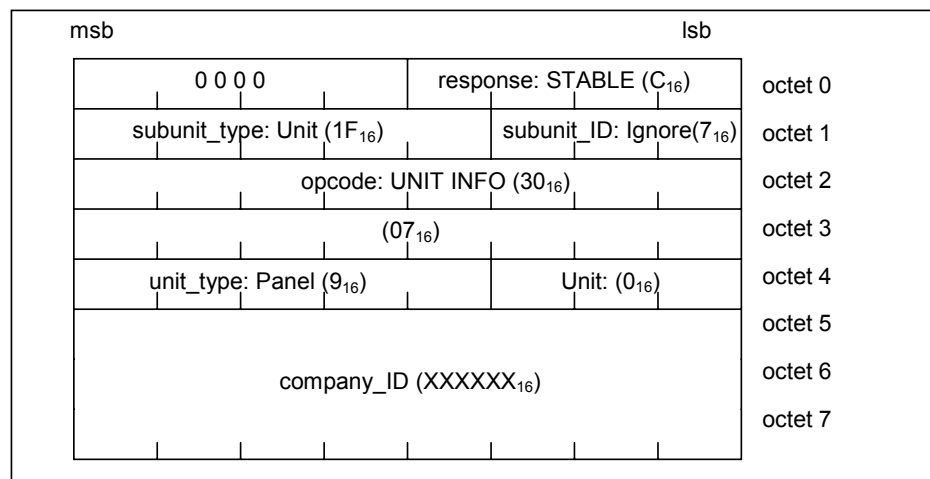 msb lsb
0 0 0 0 response: STABLE (C₁₆) octet 0
subunit_type: Unit (1F₁₆) subunit_ID: Ignore(7₁₆) octet 1
opcode: UNIT INFO (30₁₆) octet 2
(07₁₆) octet 3
unit_type: Panel (9₁₆) Unit: (0₁₆) octet 4
octet 5
company_ID (XXXXXX₁₆) octet 6
octet 7